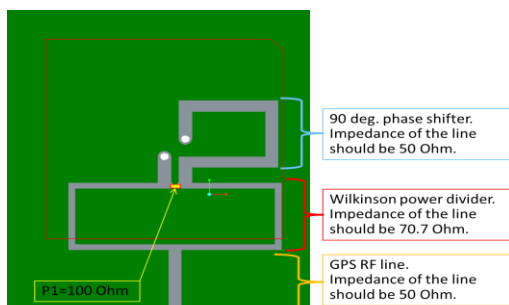 90 deg. phase shifter.
Impedance of the line
should be 50 Ohm.
Wilkinson power divider.
Impedance of the line
should be 70.7 Ohm.
P1=100 Ohm
GPS RF line.
Impedance of the line
should be 50 Ohm.